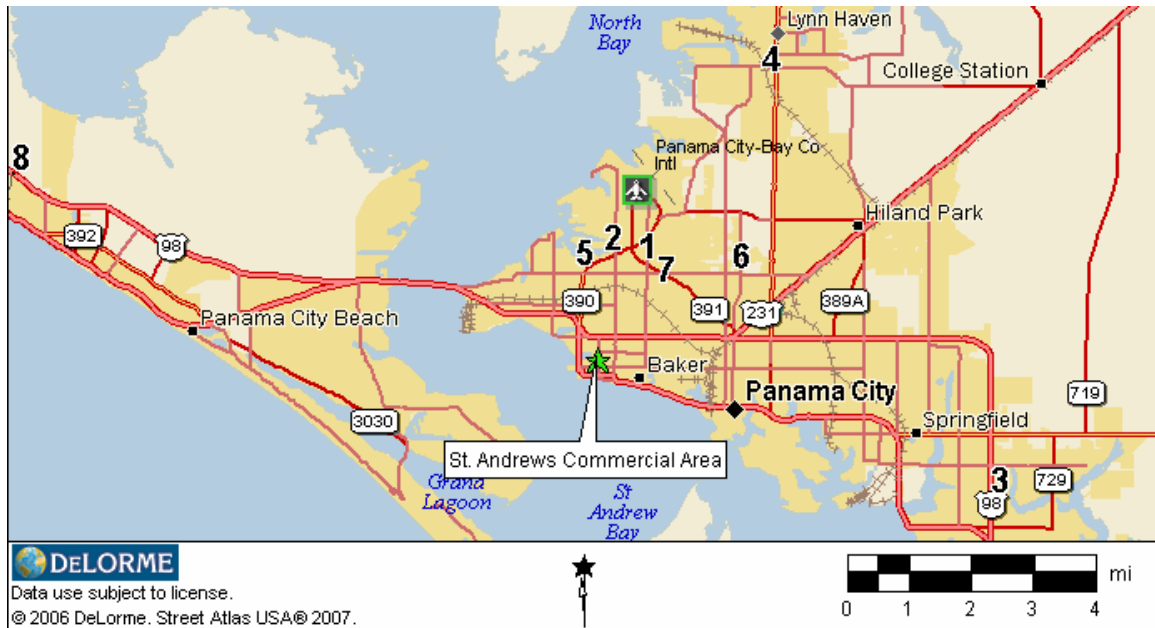 North
Bay
Lynn Haven
4
College Station
Panama City-Bay Co
Intl
8
Hiland Park
392
98
2
1
5
7
6
390
391
231
389A
Panama City Beach
Baker
Panama City
719
3030
Springfield
St. Andrews Commercial Area
Grand
Lagoon
St
Andrew
Bay
3
98
729
DELORME
Data use subject to license.
© 2006 DeLorme. Street Atlas USA® 2007.
mi
0 1 2 3 4